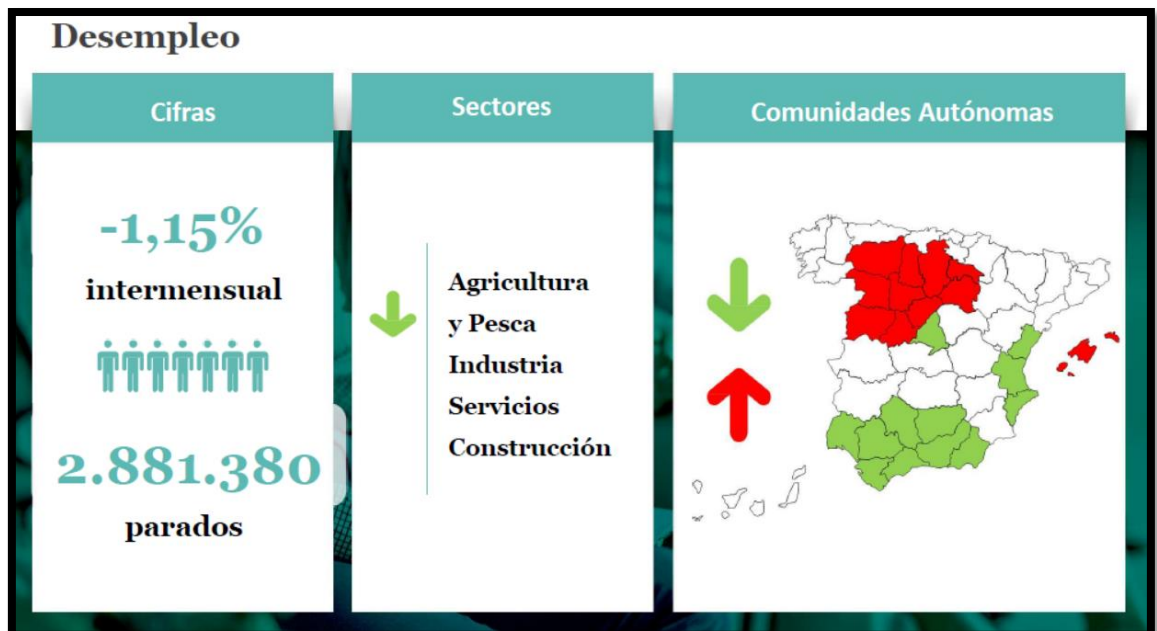 Desempleo
Cifras
-1,15%
intermensual
2.881.380
parados
Sectores
Agricultura
y Pesca
Industria
Servicios
Construcción
Comunidades Autónomas